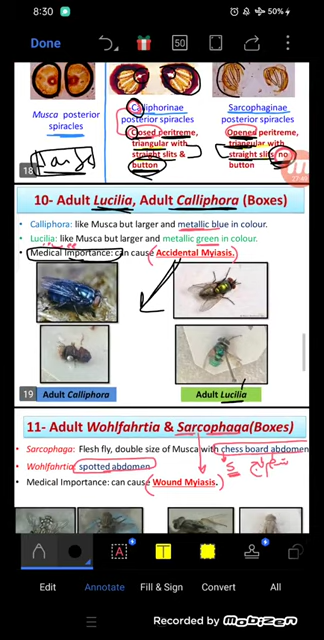 8:30
50%
Done
50
Musca posterior
spiracles
18
Calliphorinae
posterior spiracles
Closed peritreme,
triangular with
straight slits &
button
Sarcophaginae
posterior spiracles
Opened peritreme,
triangular with
straight slits, no
button
27:49
10- Adult Lucilia, Adult Calliphora (Boxes)
Calliphora: like Musca but larger and metallic blue in colour.
Lucilia: like Musca but larger and metallic green in colour.
Medical Importance: can cause Accidental Myiasis.
19
Adult Calliphora
Adult Lucilia
11- Adult Wohlfahrtia & Sarcophaga(Boxes)
Sarcophaga: Flesh fly, double size of Musca with chess board abdomen
S
شطرنج
Wohlfahrtia: spotted abdomen
Medical Importance: can cause Wound Myiasis.
A
T
Edit
Annotate
Fill & Sign
Convert
All
Recorded by mobizen